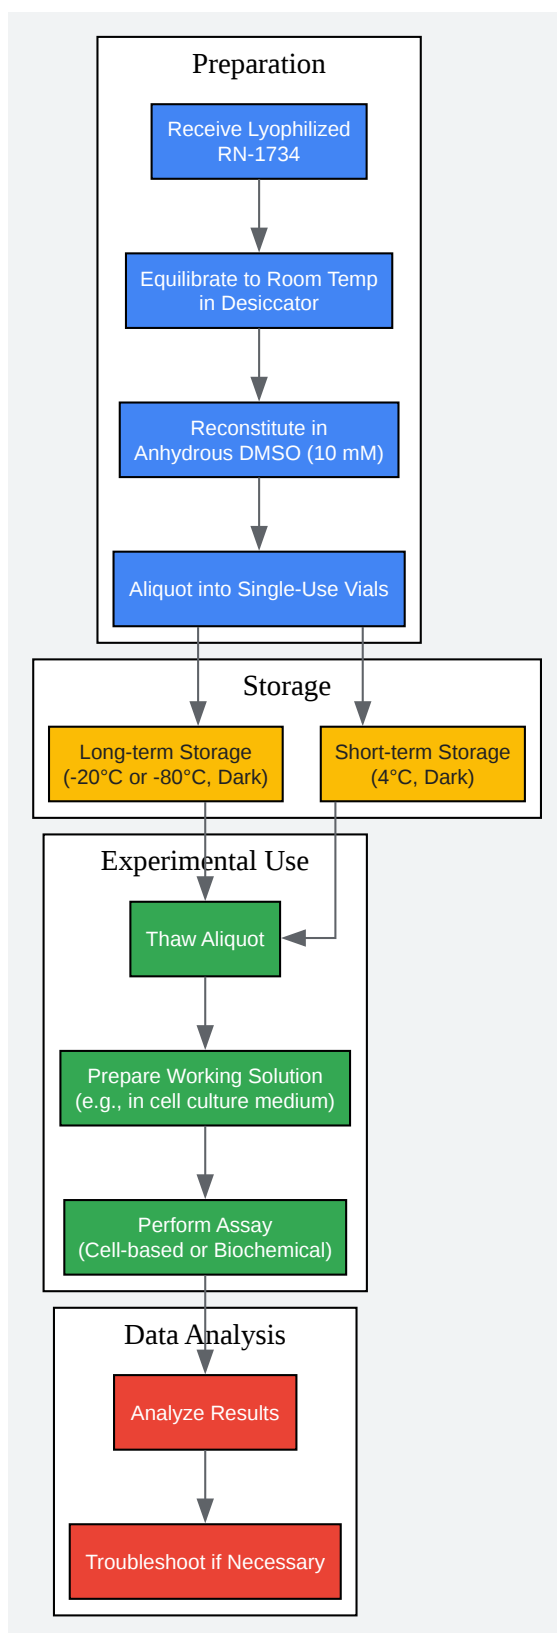 Preparation
Receive Lyophilized
RN-1734
Equilibrate to Room Temp
in Desiccator
Reconstitute in
Anhydrous DMSO (10 mM)
Aliquot into Single-Use Vials
Storage
Long-term Storage
(-20°C or -80°C, Dark)
Short-term Storage
(4°C, Dark)
Experimental Use
Thaw Aliquot
Prepare Working Solution
(e.g., in cell culture medium)
Perform Assay
(Cell-based or Biochemical)
Data Analysis
Analyze Results
Troubleshoot if Necessary